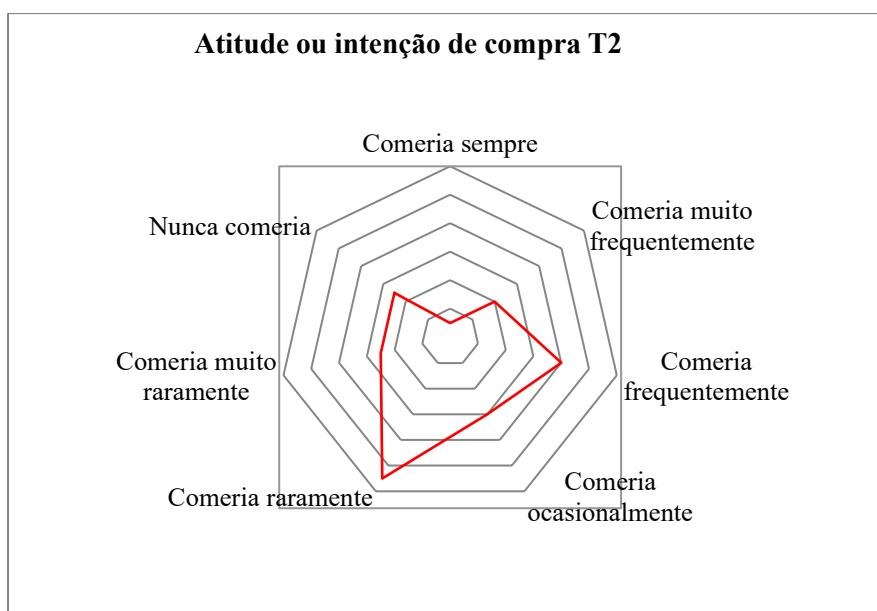 Atitude ou intenção de compra T2
Comeria sempre
Comeria muito
frequentemente
Nunca comeria
Comeria muito
raramente
Comeria
frequentemente
Comeria raramente
Comeria
ocasionalmente